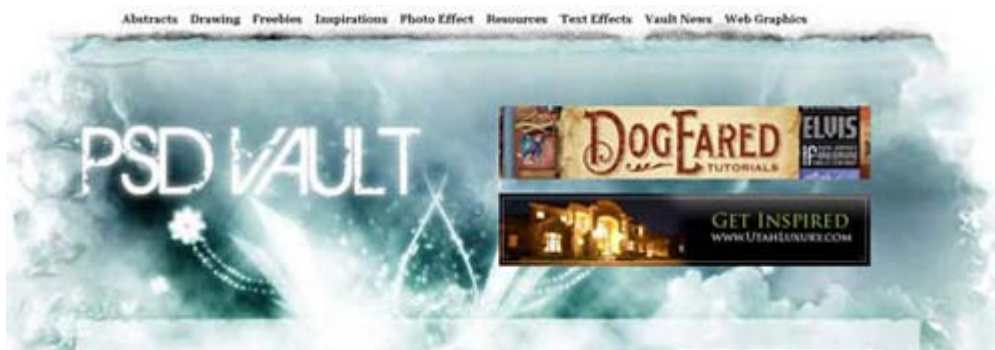 Abstracts Drawing Freebies Inspirations Photo Effect Resources Text Effects Vault News Web Graphics
PSD VAULT
DOGEARED
TUTORIALS
ELVIS
GET INSPIRED
WWW.UTAHLUXURY.COM